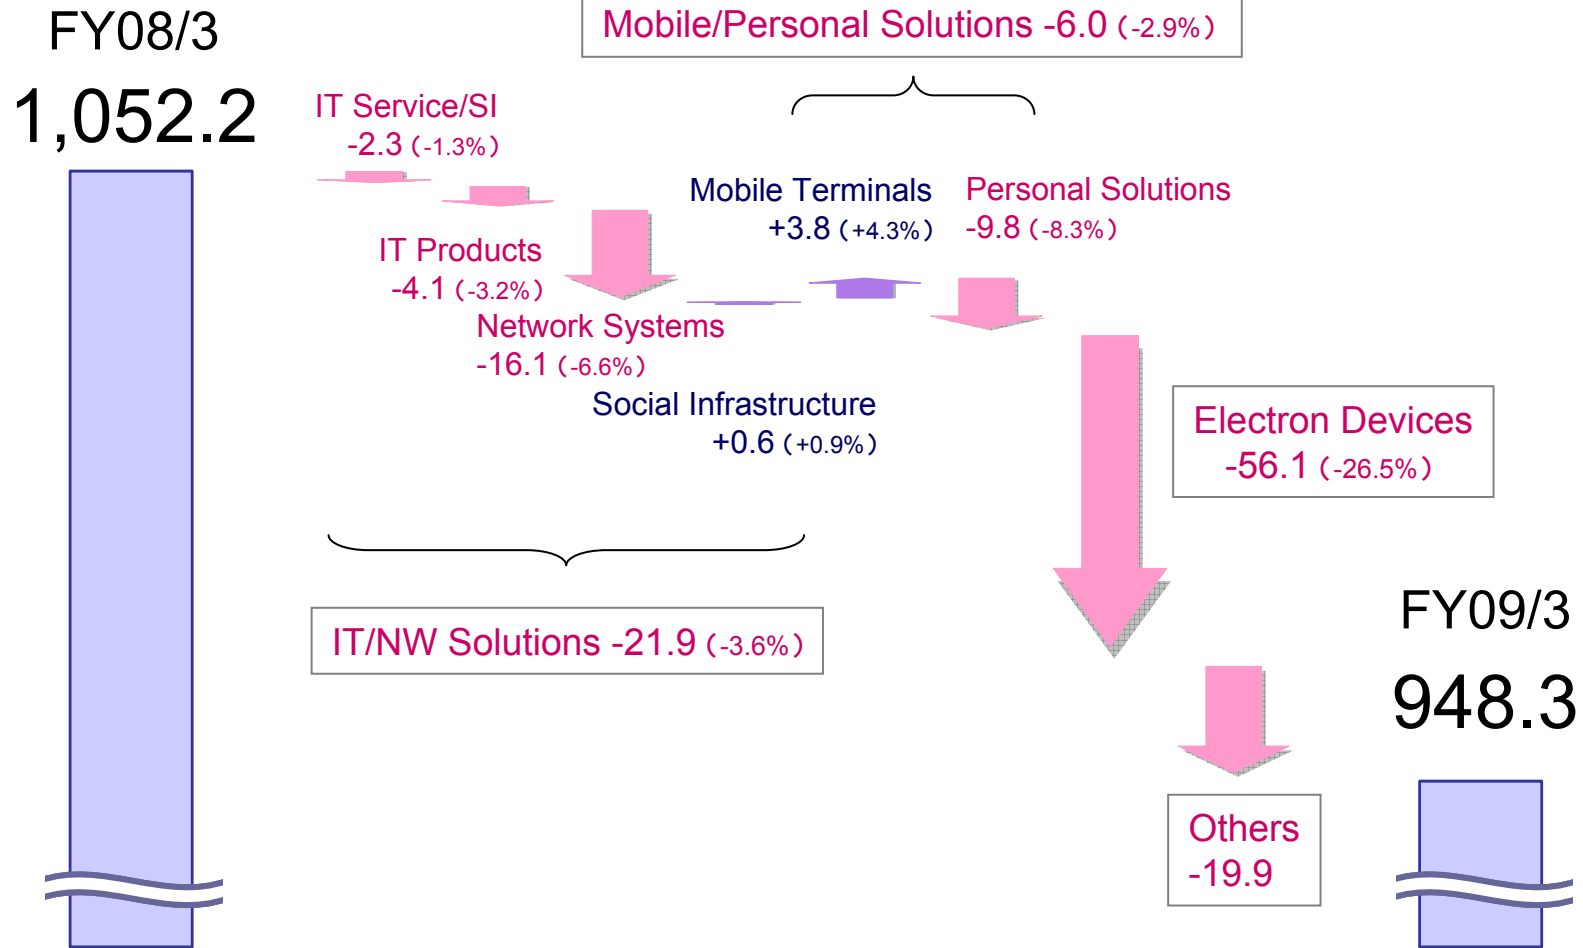 FY08/3
1,052.2
Mobile/Personal Solutions -6.0 (-2.9%)
IT Service/SI
-2.3 (-1.3%)
Mobile Terminals
+3.8 (+4.3%)
Personal Solutions
-9.8 (-8.3%)
IT Products
-4.1 (-3.2%)
Network Systems
-16.1 (-6.6%)
Social Infrastructure
+0.6 (+0.9%)
Electron Devices
-56.1 (-26.5%)
IT/NW Solutions -21.9 (-3.6%)
FY09/3
948.3
Others
-19.9